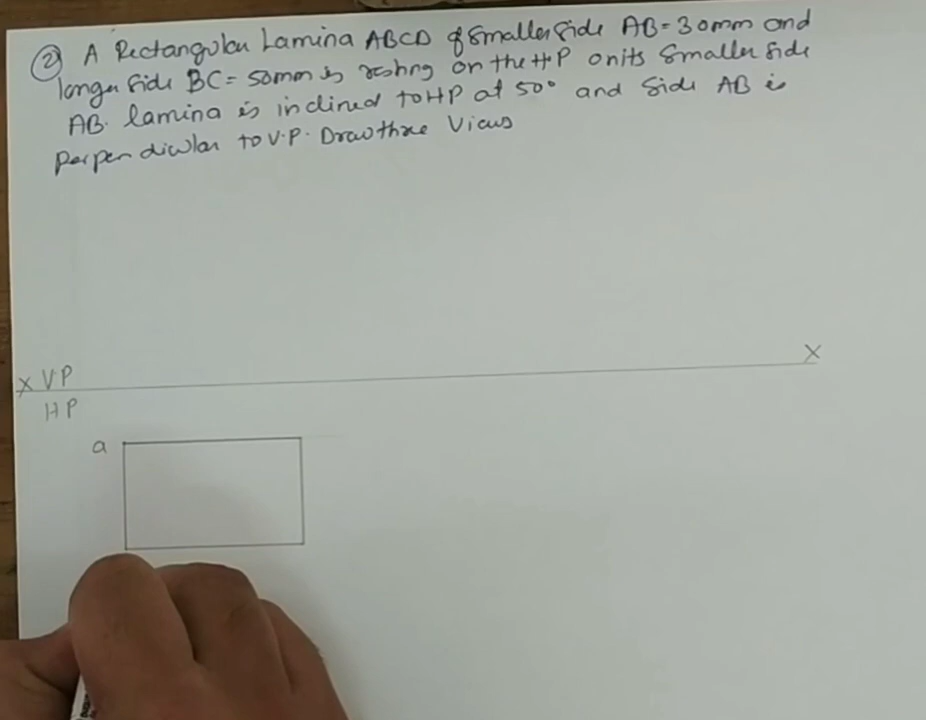 ② A Rectangular Lamina ABCD of Smaller Side AB=30mm and
longer Side BC=50mm is resting on the H.P on its Smaller Side
AB. lamina is inclined to HP at 50° and Side AB is
perpendicular to V.P. Draw three Views
X VP X
HP
a